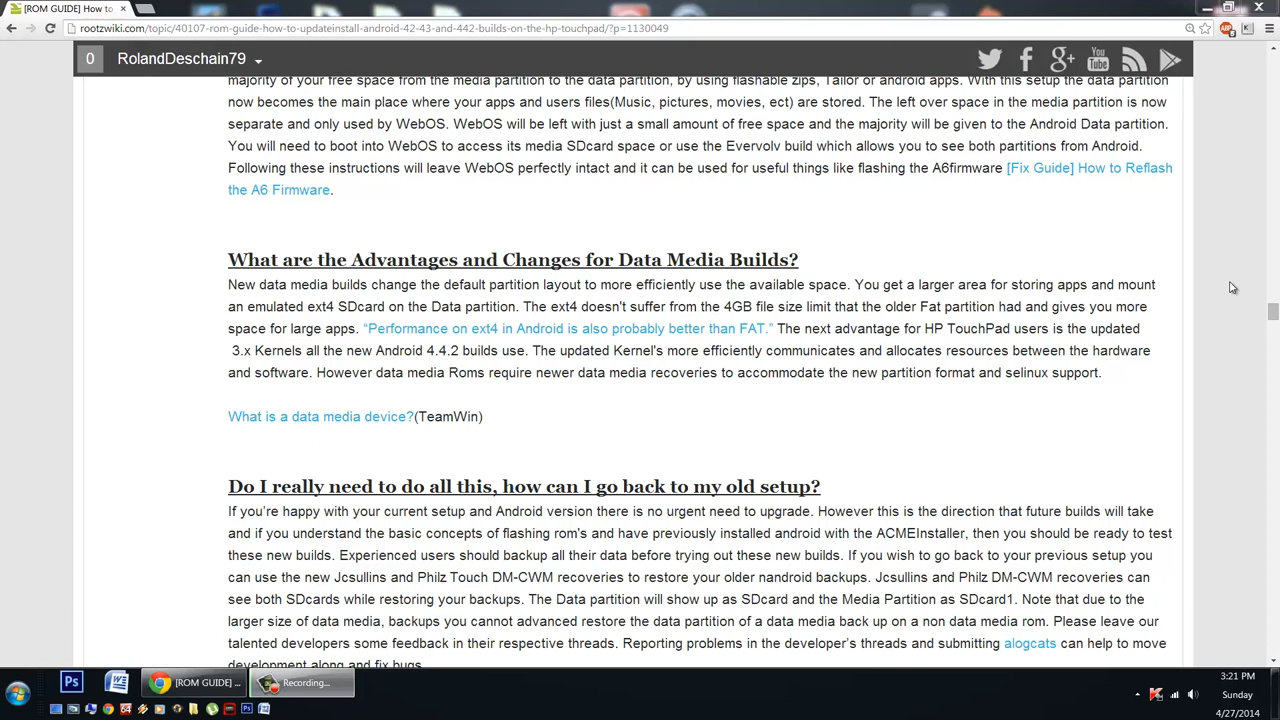 [ROM GUIDE] How to
rootzwiki.com/topic/40107-rom-guide-how-to-updateinstall-android-42-43-and-442-builds-on-the-hp-touchpad/?p=1130049
0 RolandDeschain79
majority of your free space from the media partition to the data partition, by using flashable zips, Tailor or android apps. With this setup the data partition
now becomes the main place where your apps and users files(Music, pictures, movies, ect) are stored. The left over space in the media partition is now
separate and only used by WebOS. WebOS will be left with just a small amount of free space and the majority will be given to the Android Data partition.
You will need to boot into WebOS to access its media SDcard space or use the Evervolv build which allows you to see both partitions from Android.
Following these instructions will leave WebOS perfectly intact and it can be used for useful things like flashing the A6firmware [Fix Guide] How to Reflash
the A6 Firmware.
What are the Advantages and Changes for Data Media Builds?
New data media builds change the default partition layout to more efficiently use the available space. You get a larger area for storing apps and mount
an emulated ext4 SDcard on the Data partition. The ext4 doesn't suffer from the 4GB file size limit that the older Fat partition had and gives you more
space for large apps. “Performance on ext4 in Android is also probably better than FAT.” The next advantage for HP TouchPad users is the updated
3.x Kernels all the new Android 4.4.2 builds use. The updated Kernel's more efficiently communicates and allocates resources between the hardware
and software. However data media Roms require newer data media recoveries to accommodate the new partition format and selinux support.
What is a data media device?(TeamWin)
Do I really need to do all this, how can I go back to my old setup?
If you’re happy with your current setup and Android version there is no urgent need to upgrade. However this is the direction that future builds will take
and if you understand the basic concepts of flashing rom's and have previously installed android with the ACMEInstaller, then you should be ready to test
these new builds. Experienced users should backup all their data before trying out these new builds. If you wish to go back to your previous setup you
can use the new Jcsullins and Philz Touch DM-CWM recoveries to restore your older nandroid backups. Jcsullins and Philz DM-CWM recoveries can
see both SDcards while restoring your backups. The Data partition will show up as SDcard and the Media Partition as SDcard1. Note that due to the
larger size of data media, backups you cannot advanced restore the data partition of a data media back up on a non data media rom. Please leave our
talented developers some feedback in their respective threads. Reporting problems in the developer’s threads and submitting alogcats can help to move
development along and fix bugs.
[ROM GUIDE] ...
Recording...
3:21 PM
Sunday
4/27/2014